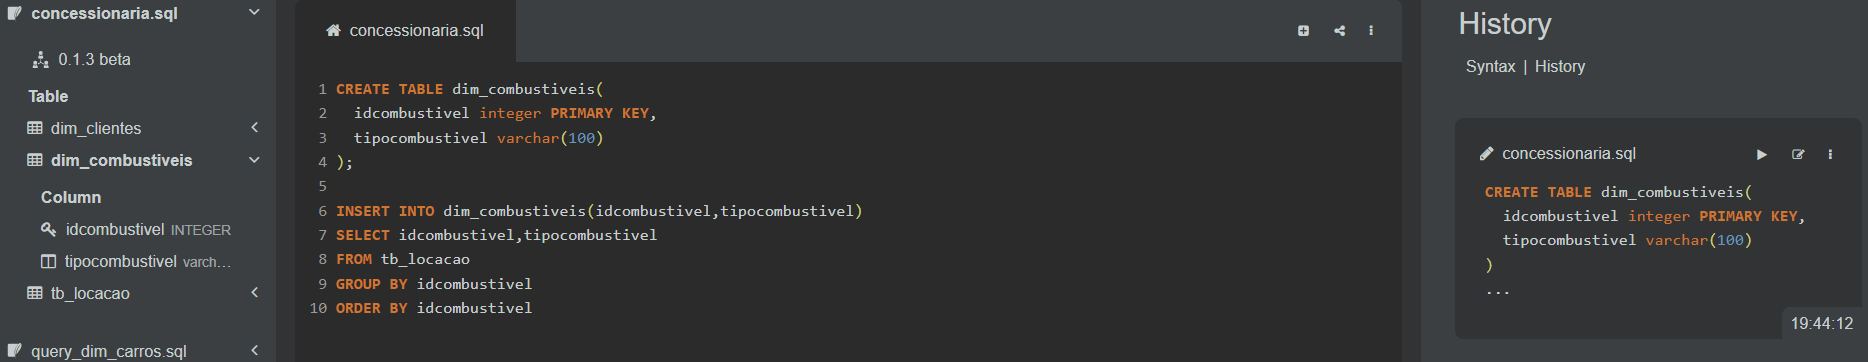 concessionaria.sql
0.1.3 beta
Table
dim_clientes
dim_combustiveis
Column
idcombustivel INTEGER
tipocombustivel varch...
tb_locacao
query_dim_carros.sql
concessionaria.sql
1 CREATE TABLE dim_combustiveis(
2   idcombustivel integer PRIMARY KEY,
3   tipocombustivel varchar(100)
4 );
5
6 INSERT INTO dim_combustiveis(idcombustivel,tipocombustivel)
7 SELECT idcombustivel,tipocombustivel
8 FROM tb_locacao
9 GROUP BY idcombustivel
10 ORDER BY idcombustivel
History
Syntax | History
concessionaria.sql
CREATE TABLE dim_combustiveis(
  idcombustivel integer PRIMARY KEY,
  tipocombustivel varchar(100)
)
...
19:44:12